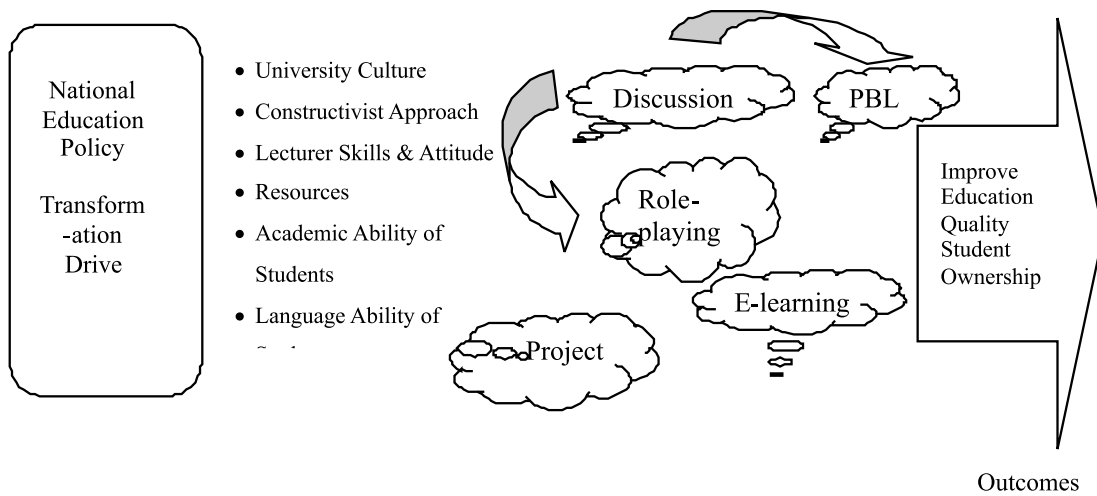 National
Education
Policy
Transform
-ation
Drive
• University Culture
• Constructivist Approach
• Lecturer Skills & Attitude
• Resources
• Academic Ability of
Students
• Language Ability of
Discussion
PBL
Role-
playing
E-learning
Project
Improve
Education
Quality
Student
Ownership
Outcomes